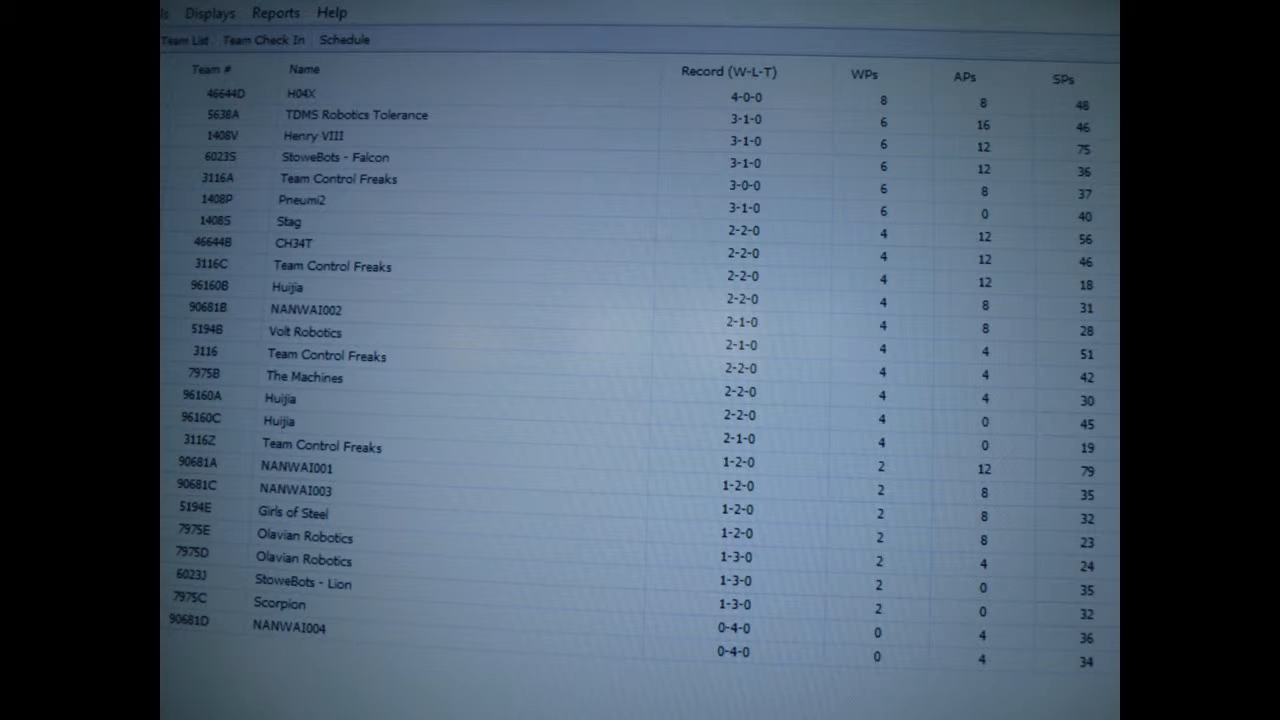 ls Displays Reports Help
Team List Team Check In Schedule
Team # Name Record (W-L-T) WPs APs SPs
46644D H04X 4-0-0 8 8 48
5638A TDMS Robotics Tolerance 3-1-0 6 16 46
1408V Henry VIII 3-1-0 6 12 75
6023S StoweBots - Falcon 3-1-0 6 12 36
3116A Team Control Freaks 3-0-0 6 8 37
1408P Pneumi2 3-1-0 6 0 40
1408S Stag 2-2-0 4 12 56
46644B CH34T 2-2-0 4 12 46
3116C Team Control Freaks 2-2-0 4 12 18
96160B Huijia 2-2-0 4 8 31
90681B NANWAI002 2-1-0 4 8 28
5194B Volt Robotics 2-1-0 4 4 51
3116 Team Control Freaks 2-2-0 4 4 42
7975B The Machines 2-2-0 4 4 30
96160A Huijia 2-2-0 4 0 45
96160C Huijia 2-1-0 4 0 19
3116Z Team Control Freaks 1-2-0 2 12 79
90681A NANWAI001 1-2-0 2 8 35
90681C NANWAI003 1-2-0 2 8 32
5194E Girls of Steel 1-2-0 2 8 23
7975E Olavian Robotics 1-3-0 2 4 24
7975D Olavian Robotics 1-3-0 2 0 35
6023J StoweBots - Lion 1-3-0 2 0 32
7975C Scorpion 0-4-0 0 4 36
90681D NANWAI004 0-4-0 0 4 34